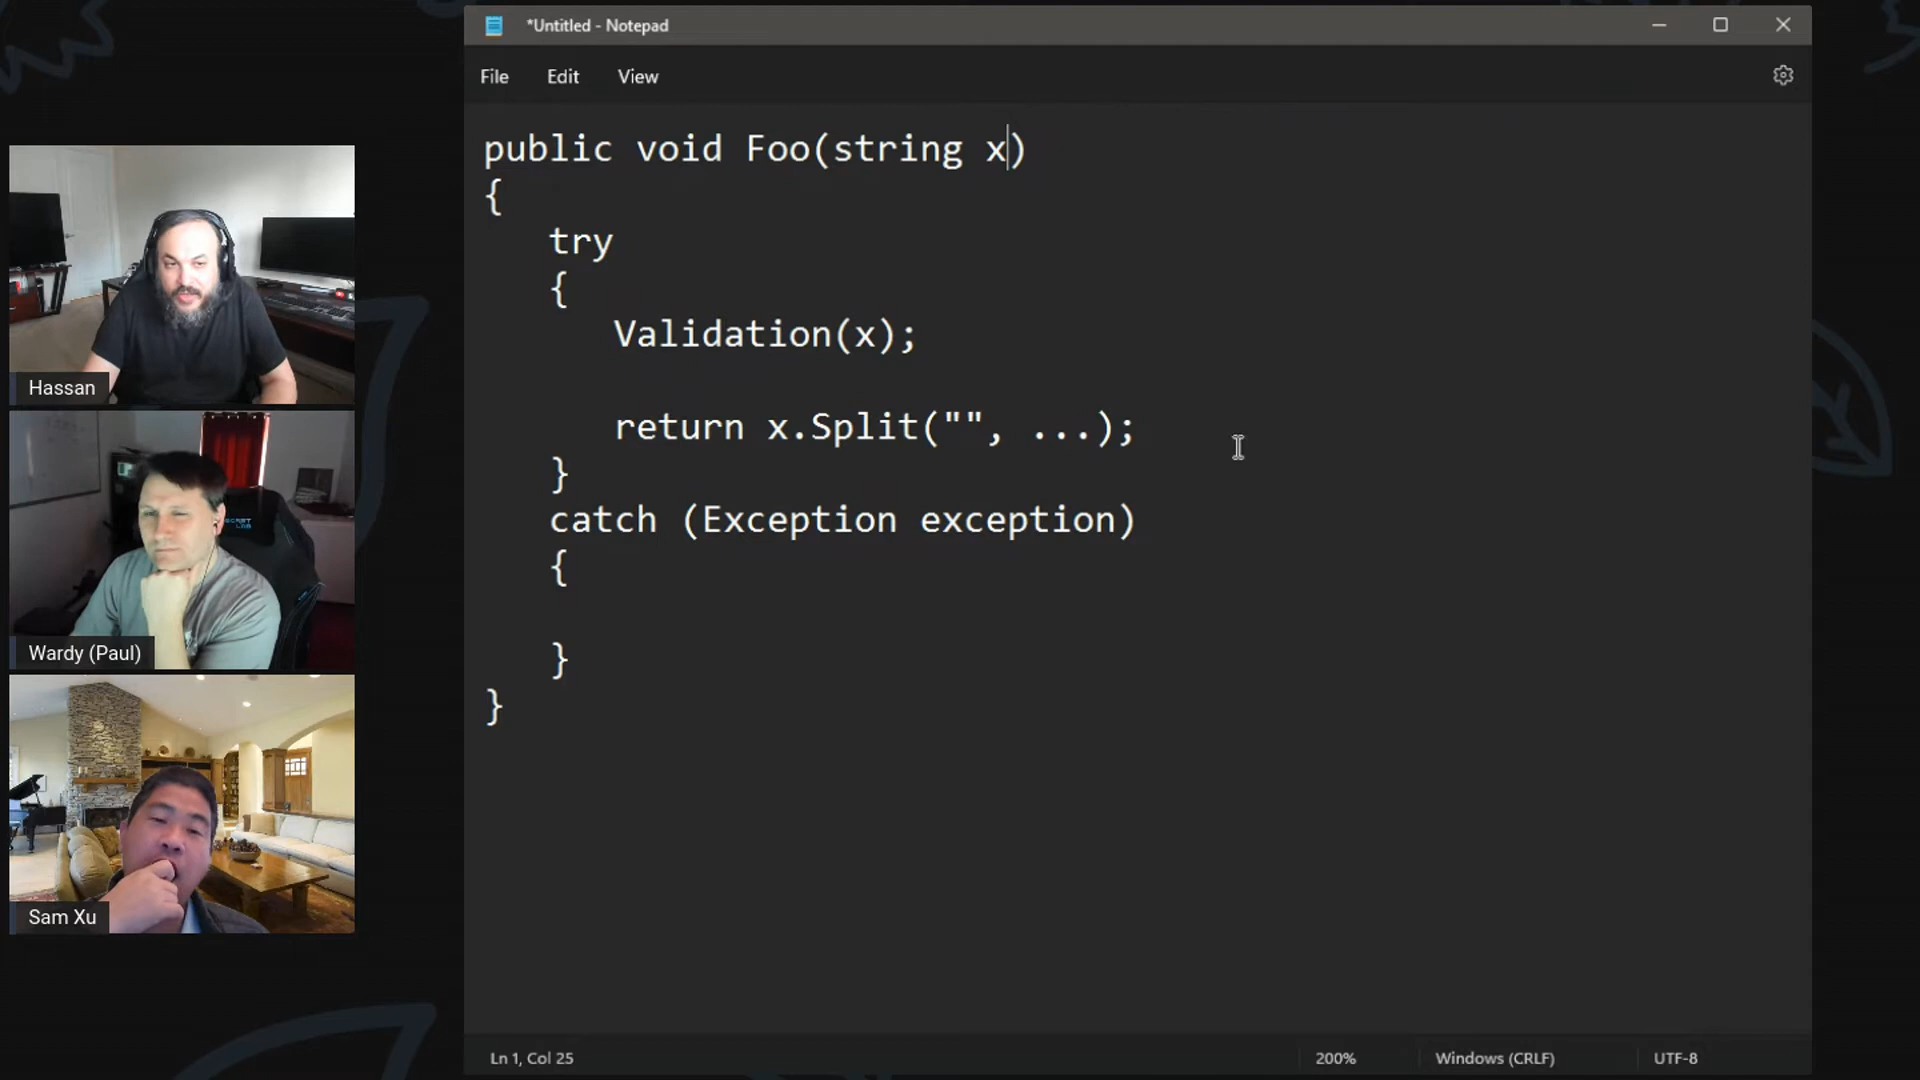 *Untitled - Notepad
File Edit View
public void Foo(string x)
{
try
{
Validation(x);
return x.Split("", ...);
}
catch (Exception exception)
{
}
}
Ln 1, Col 25
200%
Windows (CRLF)
UTF-8
Hassan
Wardy (Paul)
Sam Xu